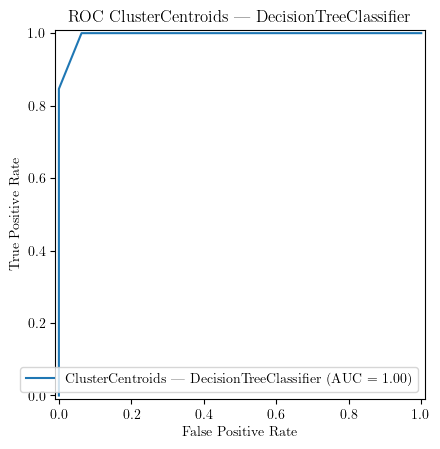 ROC ClusterCentroids — DecisionTreeClassifier
1.0
0.8
0.6
0.4
0.2
0.0
True Positive Rate
ClusterCentroids — DecisionTreeClassifier (AUC = 1.00)
0.0 0.2 0.4 0.6 0.8 1.0
False Positive Rate